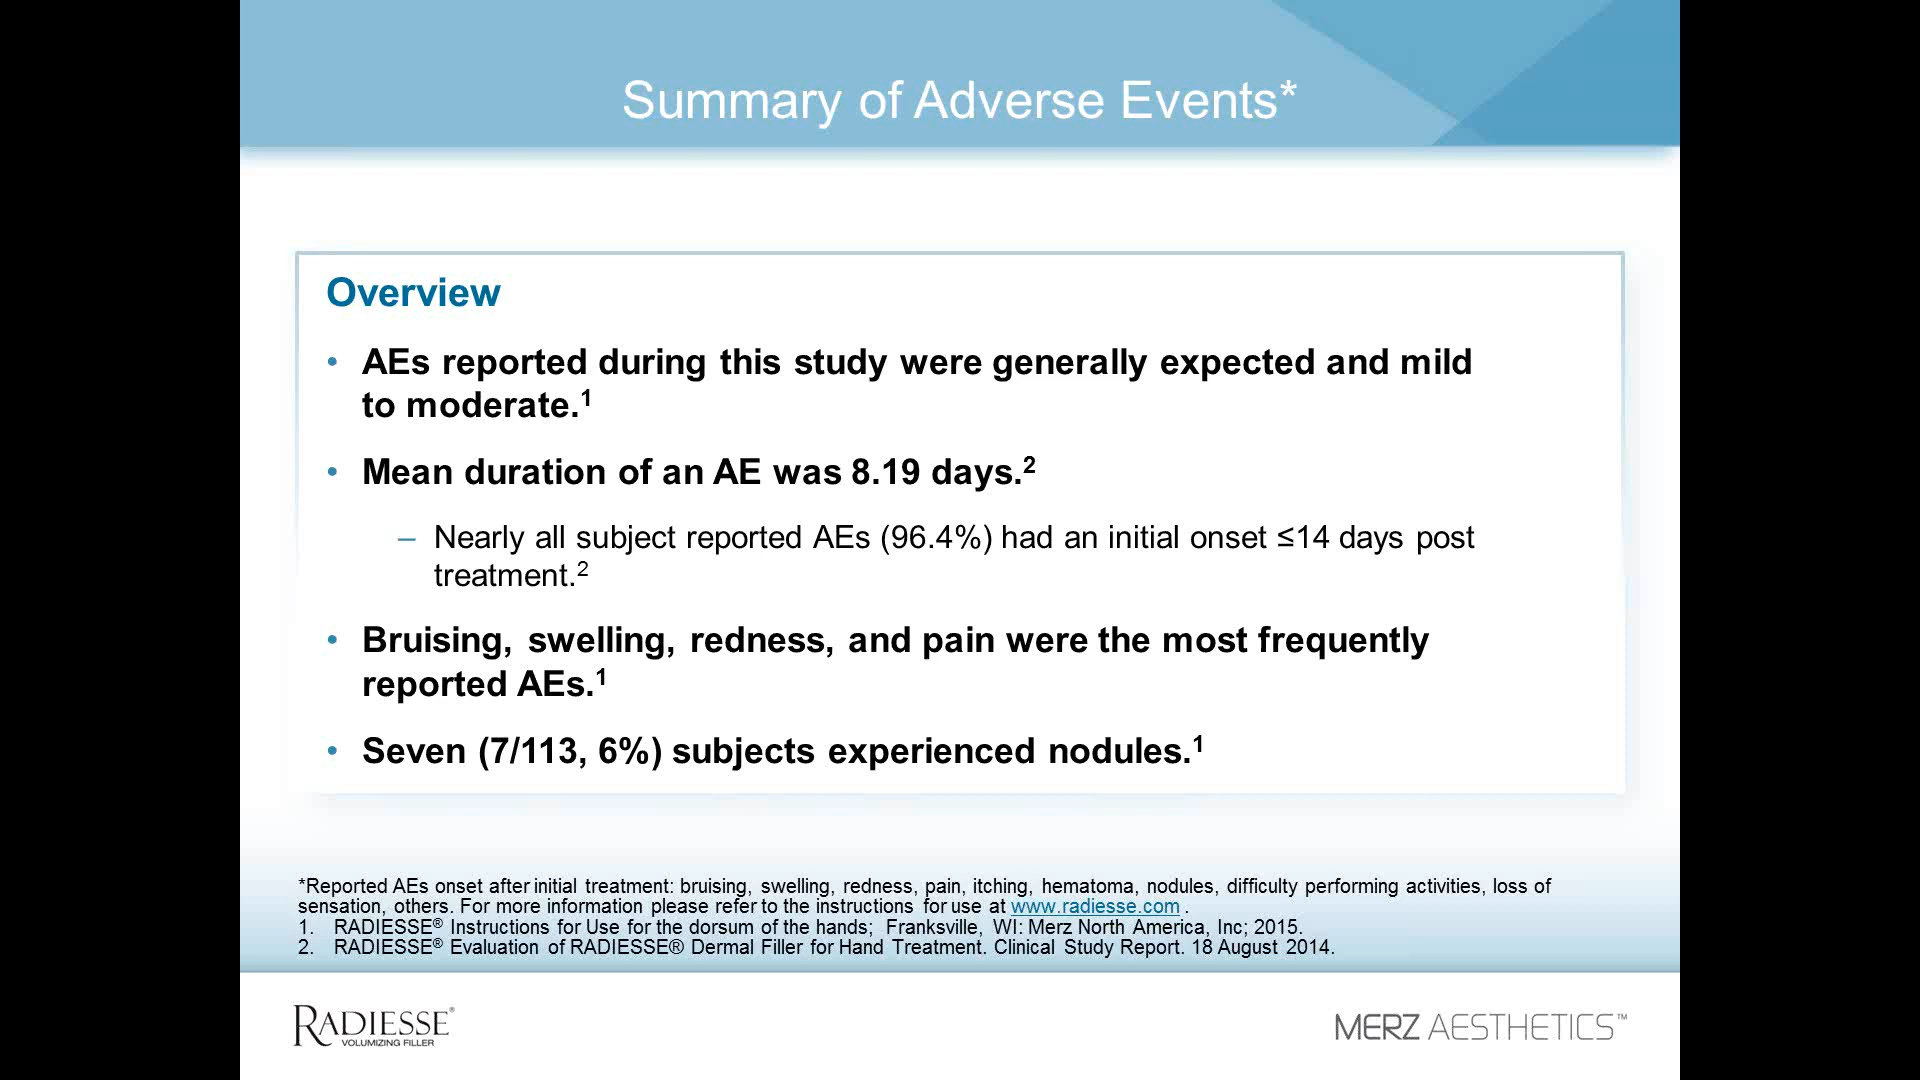 Summary of Adverse Events*
Overview
• AEs reported during this study were generally expected and mild
to moderate.1
• Mean duration of an AE was 8.19 days.2
– Nearly all subject reported AEs (96.4%) had an initial onset ≤14 days post
treatment.2
• Bruising, swelling, redness, and pain were the most frequently
reported AEs.1
• Seven (7/113, 6%) subjects experienced nodules.1
*Reported AEs onset after initial treatment: bruising, swelling, redness, pain, itching, hematoma, nodules, difficulty performing activities, loss of
sensation, others. For more information please refer to the instructions for use at www.radiesse.com .
1. RADIESSE® Instructions for Use for the dorsum of the hands; Franksville, WI: Merz North America, Inc; 2015.
2. RADIESSE® Evaluation of RADIESSE® Dermal Filler for Hand Treatment. Clinical Study Report. 18 August 2014.
RADIESSE®
VOLUMIZING FILLER
MERZ AESTHETICS™